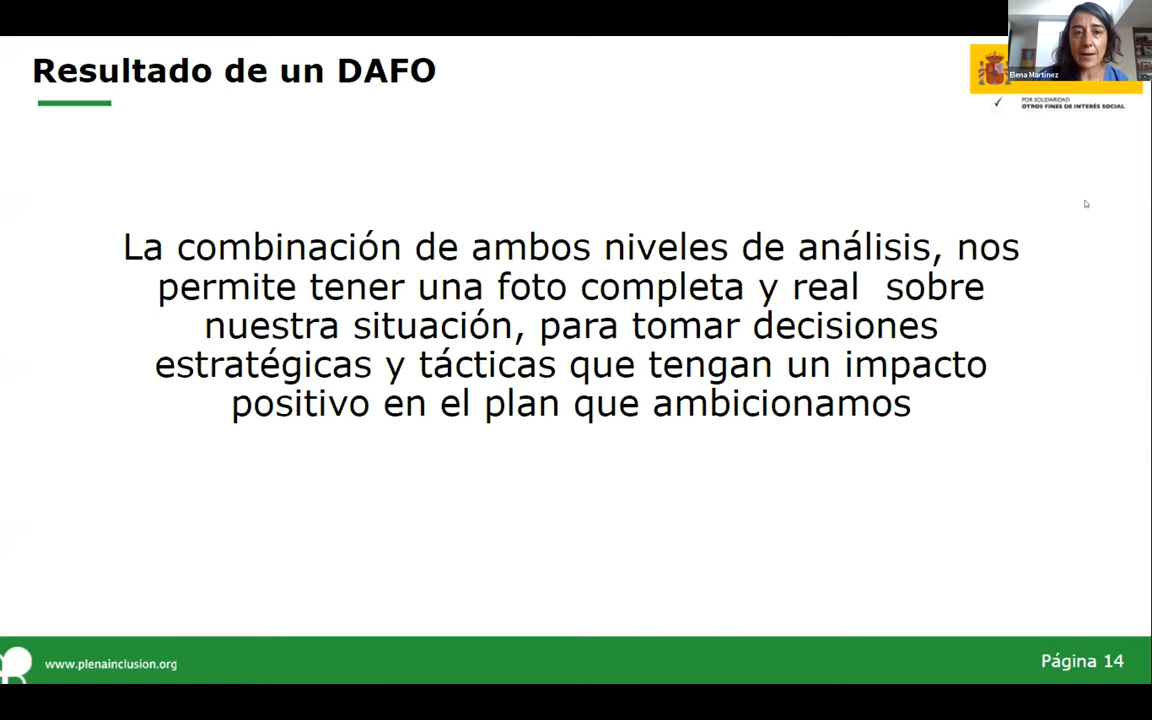 Resultado de un DAFO
Elena Martínez
POR SOLIDARIDAD
OTROS FINES DE INTERÉS SOCIAL
La combinación de ambos niveles de análisis, nos
permite tener una foto completa y real  sobre
nuestra situación, para tomar decisiones
estratégicas y tácticas que tengan un impacto
positivo en el plan que ambicionamos
www.plenainclusion.org
Página 14